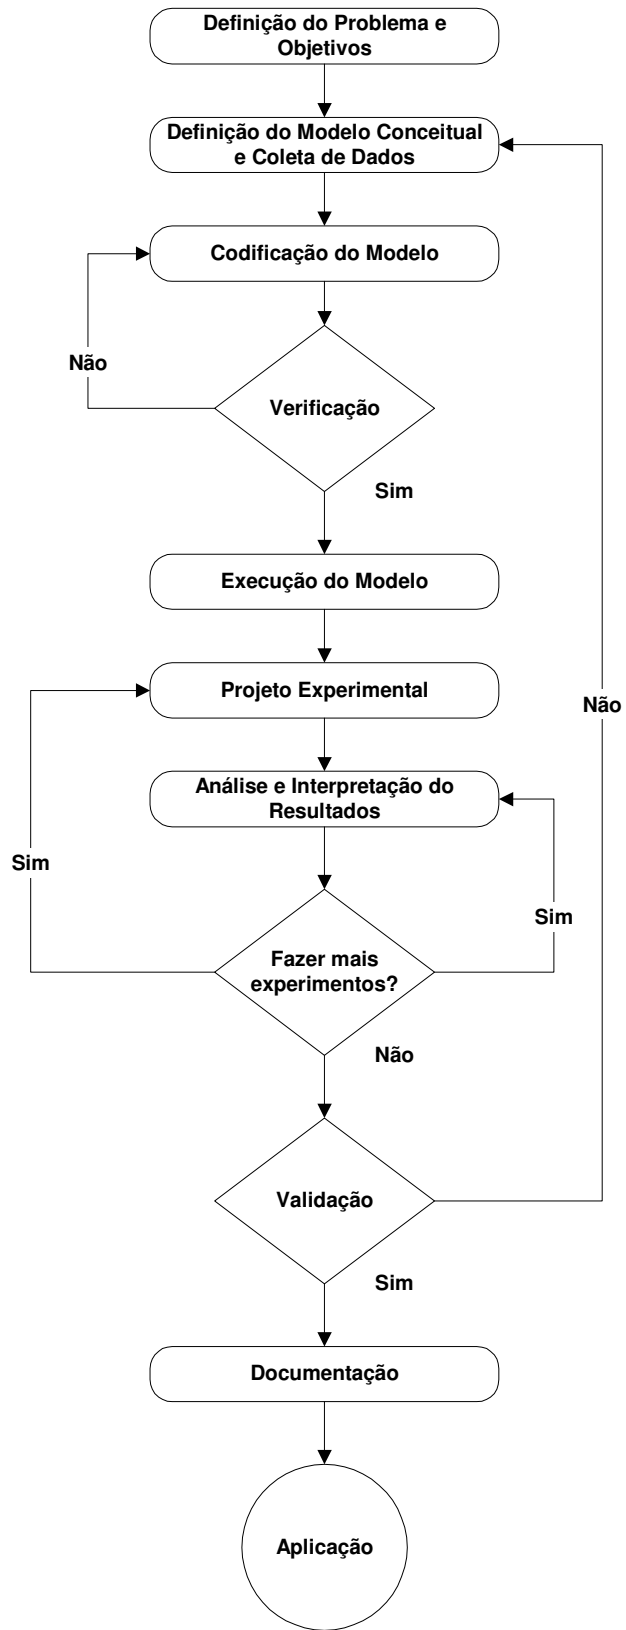 Definição do Problema e
Objetivos
Definição do Modelo Conceitual
e Coleta de Dados
Codificação do Modelo
Não
Verificação
Sim
Execução do Modelo
Projeto Experimental
Não
Análise e Interpretação do
Resultados
Sim
Sim
Fazer mais
experimentos?
Não
Validação
Sim
Documentação
Aplicação